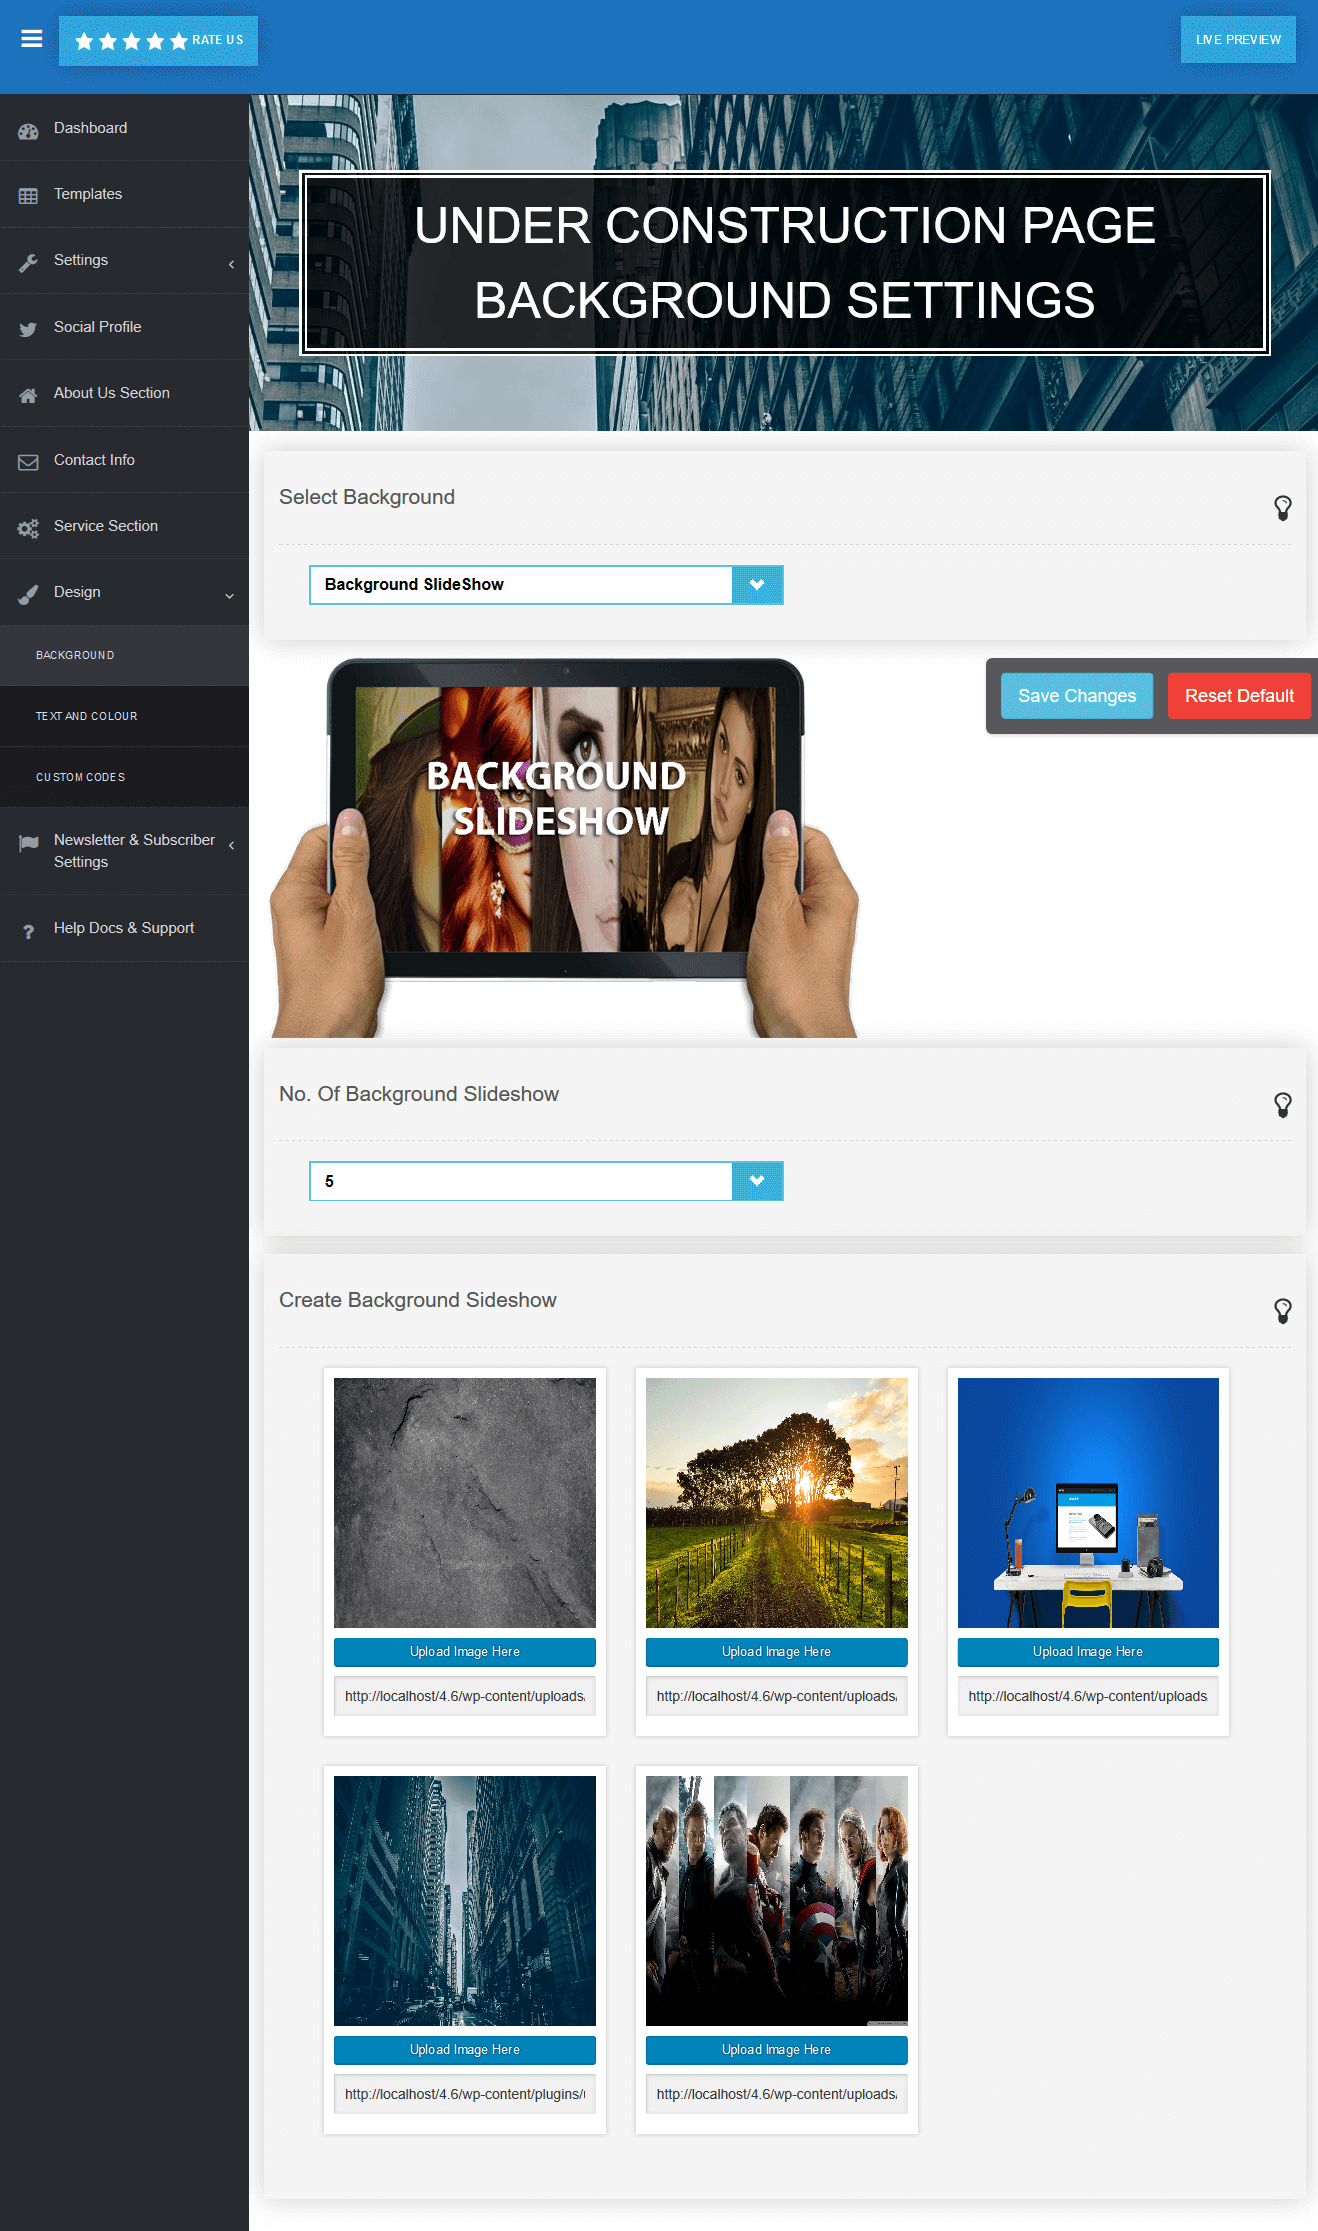 RATE US
LIVE PREVIEW
Dashboard
Templates
Settings
Social Profile
About Us Section
Contact Info
Service Section
Design
BACKGROUND
TEXT AND COLOUR
CUSTOM CODES
Newsletter & Subscriber
Settings
Help Docs & Support
UNDER CONSTRUCTION PAGE
BACKGROUND SETTINGS
Select Background
Background SlideShow
Save Changes
Reset Default
BACKGROUND
SLIDESHOW
No. Of Background Slideshow
5
Create Background Sideshow
Upload Image Here
Upload Image Here
Upload Image Here
http://localhost/4.6/wp-content/uploads/
http://localhost/4.6/wp-content/uploads/
http://localhost/4.6/wp-content/uploads
Upload Image Here
Upload Image Here
http://localhost/4.6/wp-content/plugins/
http://localhost/4.6/wp-content/uploads/